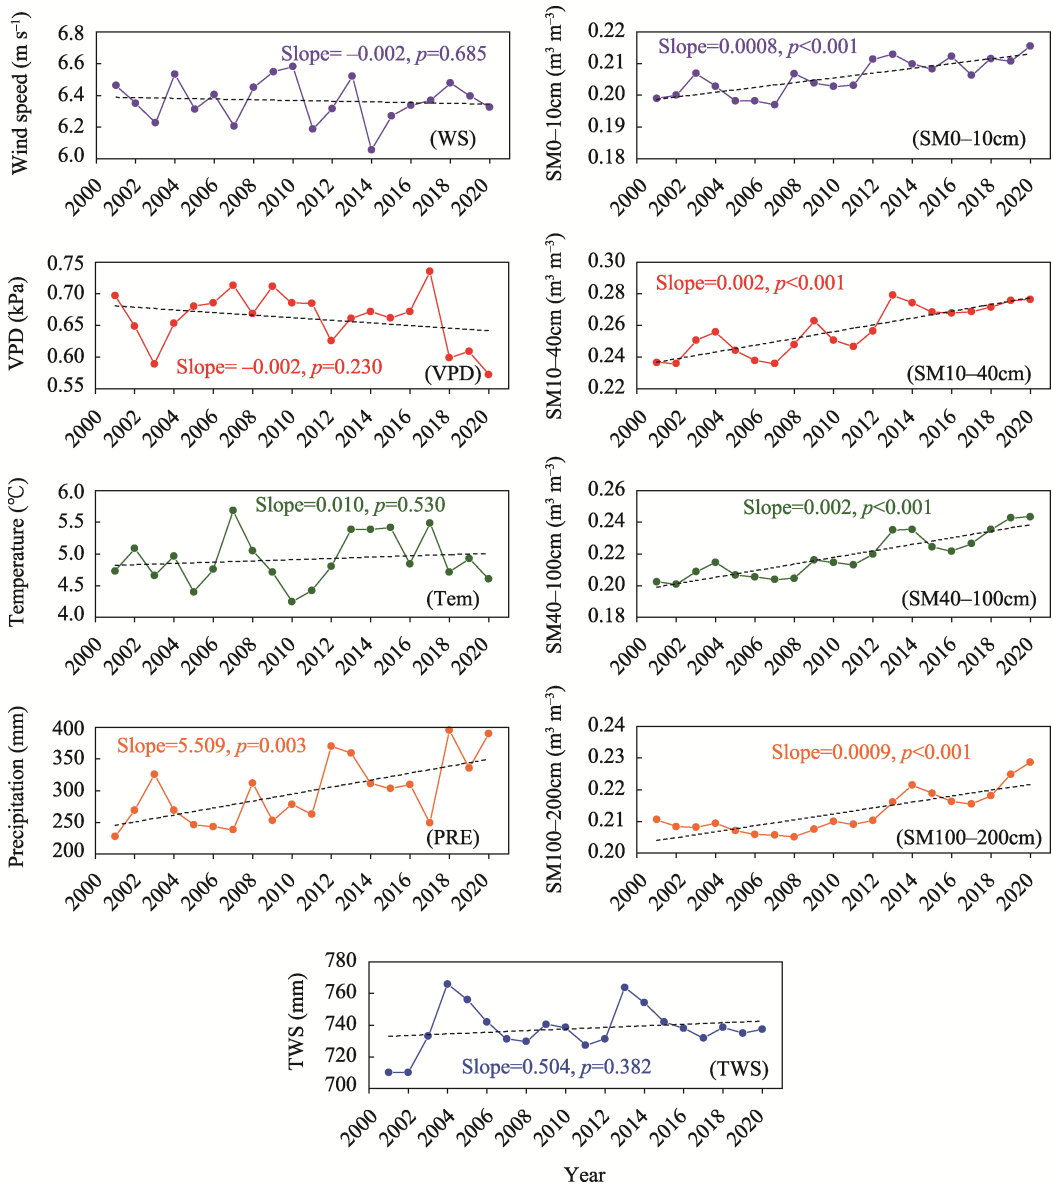 Wind speed (m s⁻¹)
6.8
6.6
6.4
6.2
6.0
Slope= –0.002, p=0.685
(WS)
2000 2002 2004 2006 2008 2010 2012 2014 2016 2018 2020
SM0–10cm (m³ m⁻³)
0.22
0.21
0.20
0.19
0.18
Slope=0.0008, p<0.001
(SM0–10cm)
2000 2002 2004 2006 2008 2010 2012 2014 2016 2018 2020
VPD (kPa)
0.75
0.70
0.65
0.60
0.55
Slope= –0.002, p=0.230
(VPD)
2000 2002 2004 2006 2008 2010 2012 2014 2016 2018 2020
SM10–40cm (m³ m⁻³)
0.30
0.28
0.26
0.24
0.22
Slope=0.002, p<0.001
(SM10–40cm)
2000 2002 2004 2006 2008 2010 2012 2014 2016 2018 2020
Temperature (℃)
6.0
5.5
5.0
4.5
4.0
Slope=0.010, p=0.530
(Tem)
2000 2002 2004 2006 2008 2010 2012 2014 2016 2018 2020
SM40–100cm (m³ m⁻³)
0.26
0.24
0.22
0.20
0.18
Slope=0.002, p<0.001
(SM40–100cm)
2000 2002 2004 2006 2008 2010 2012 2014 2016 2018 2020
Precipitation (mm)
400
350
300
250
200
Slope=5.509, p=0.003
(PRE)
2000 2002 2004 2006 2008 2010 2012 2014 2016 2018 2020
SM100–200cm (m³ m⁻³)
0.24
0.23
0.22
0.21
0.20
Slope=0.0009, p<0.001
(SM100–200cm)
2000 2002 2004 2006 2008 2010 2012 2014 2016 2018 2020
TWS (mm)
780
760
740
720
700
Slope=0.504, p=0.382
(TWS)
2000 2002 2004 2006 2008 2010 2012 2014 2016 2018 2020
Year